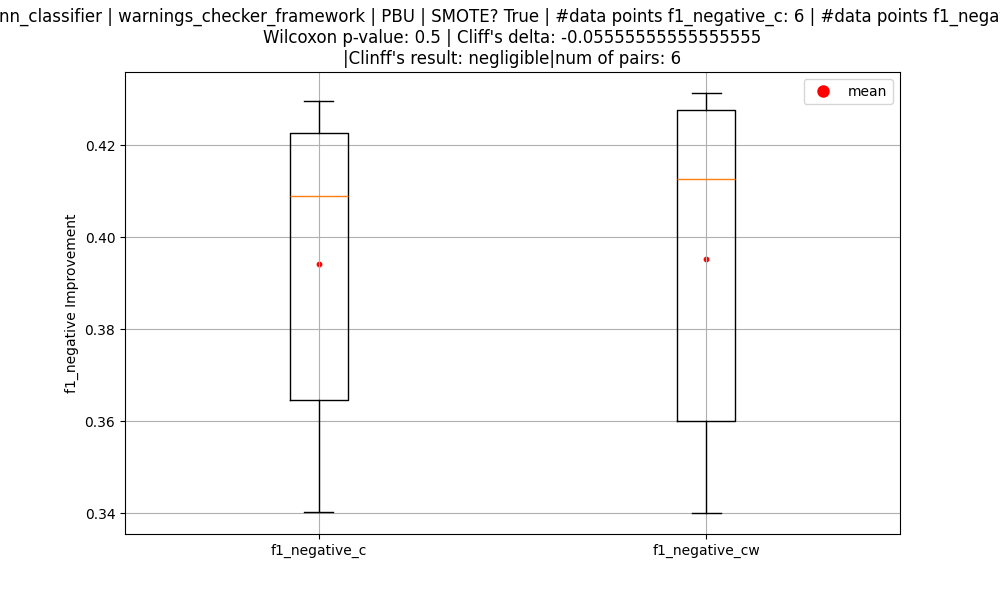 nn_classifier | warnings_checker_framework | PBU | SMOTE? True | #data points f1_negative_c: 6 | #data points f1_nega
Wilcoxon p-value: 0.5 | Cliff's delta: -0.05555555555555555
|Clinff's result: negligible|num of pairs: 6
mean
0.42
0.40
0.38
0.36
0.34
f1_negative Improvement
f1_negative_c
f1_negative_cw